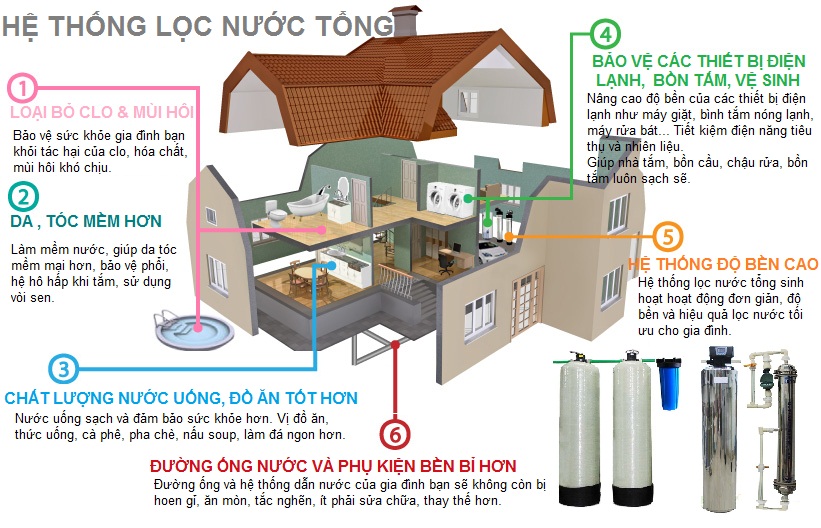 HỆ THỐNG LỌC NƯỚC TỔNG
1
LOẠI BỎ CLO & MÙI HÔI
Bảo vệ sức khỏe gia đình bạn
khỏi tác hại của clo, hóa chất,
mùi hôi khó chịu.
2
DA , TÓC MỀM HƠN
Làm mềm nước, giúp da tóc
mềm mại hơn, bảo vệ phổi,
hệ hô hấp khi tắm, sử dụng
vòi sen.
3
CHẤT LƯỢNG NƯỚC UỐNG, ĐỒ ĂN TỐT HƠN
Nước uống sạch và đảm bảo sức khỏe hơn. Vị đồ ăn,
thức uống, cà phê, pha chè, nấu soup, làm đá ngon hơn.
4
BẢO VỆ CÁC THIẾT BỊ ĐIỆN
LẠNH, BỒN TẮM, VỆ SINH
Nâng cao độ bền của các thiết bị điện
lạnh như máy giặt, bình tắm nóng lạnh,
máy rửa bát... Tiết kiệm điện năng tiêu
thụ và nhiên liệu.
Giúp nhà tắm, bồn cầu, chậu rửa, bồn
tắm luôn sạch sẽ.
5
HỆ THỐNG ĐỘ BỀN CAO
Hệ thống lọc nước tổng sinh
hoạt hoạt động đơn giản, độ
bền và hiệu quả lọc nước tối
ưu cho gia đình.
6
ĐƯỜNG ỐNG NƯỚC VÀ PHỤ KIỆN BỀN BỈ HƠN
Đường ống và hệ thống dẫn nước của gia đình bạn sẽ không còn bị
hoen gỉ, ăn mòn, tắc nghẽn, ít phải sửa chữa, thay thế hơn.